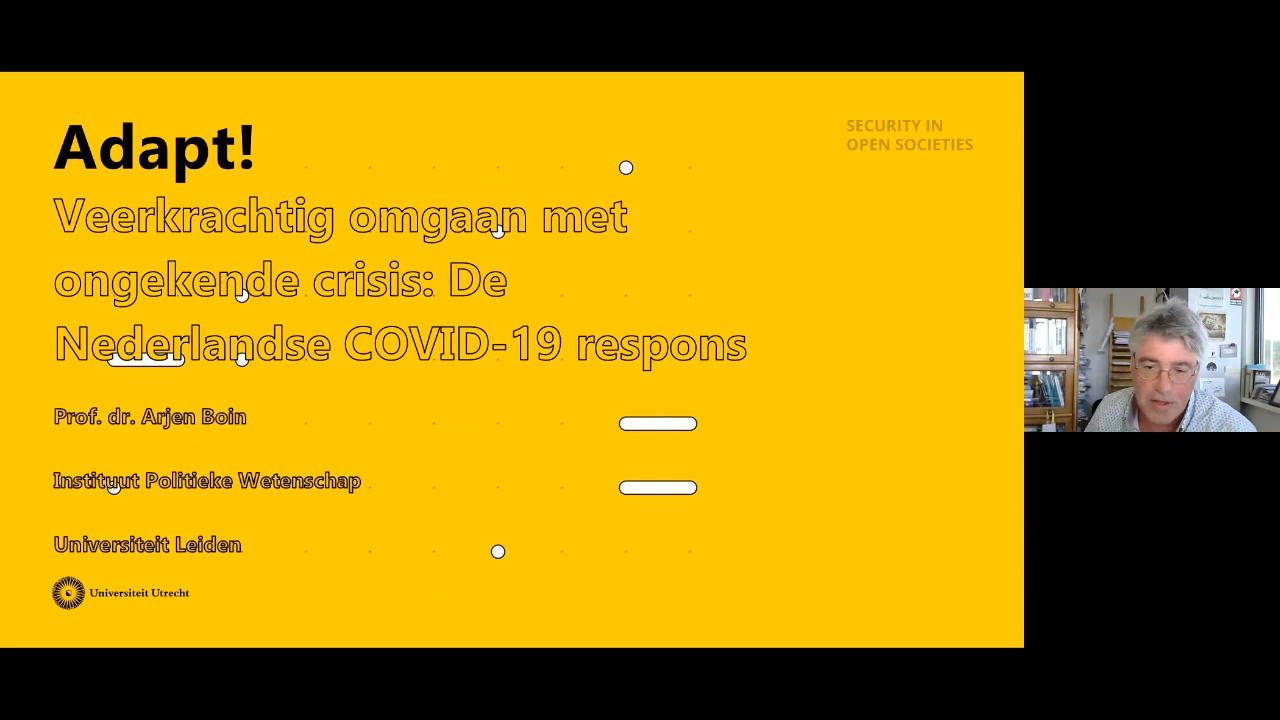 Adapt!
SECURITY IN
OPEN SOCIETIES
Veerkrachtig omgaan met
ongekende crisis: De
Nederlandse COVID-19 respons
Prof. dr. Arjen Boin
Instituut Politieke Wetenschap
Universiteit Leiden
Universiteit Utrecht